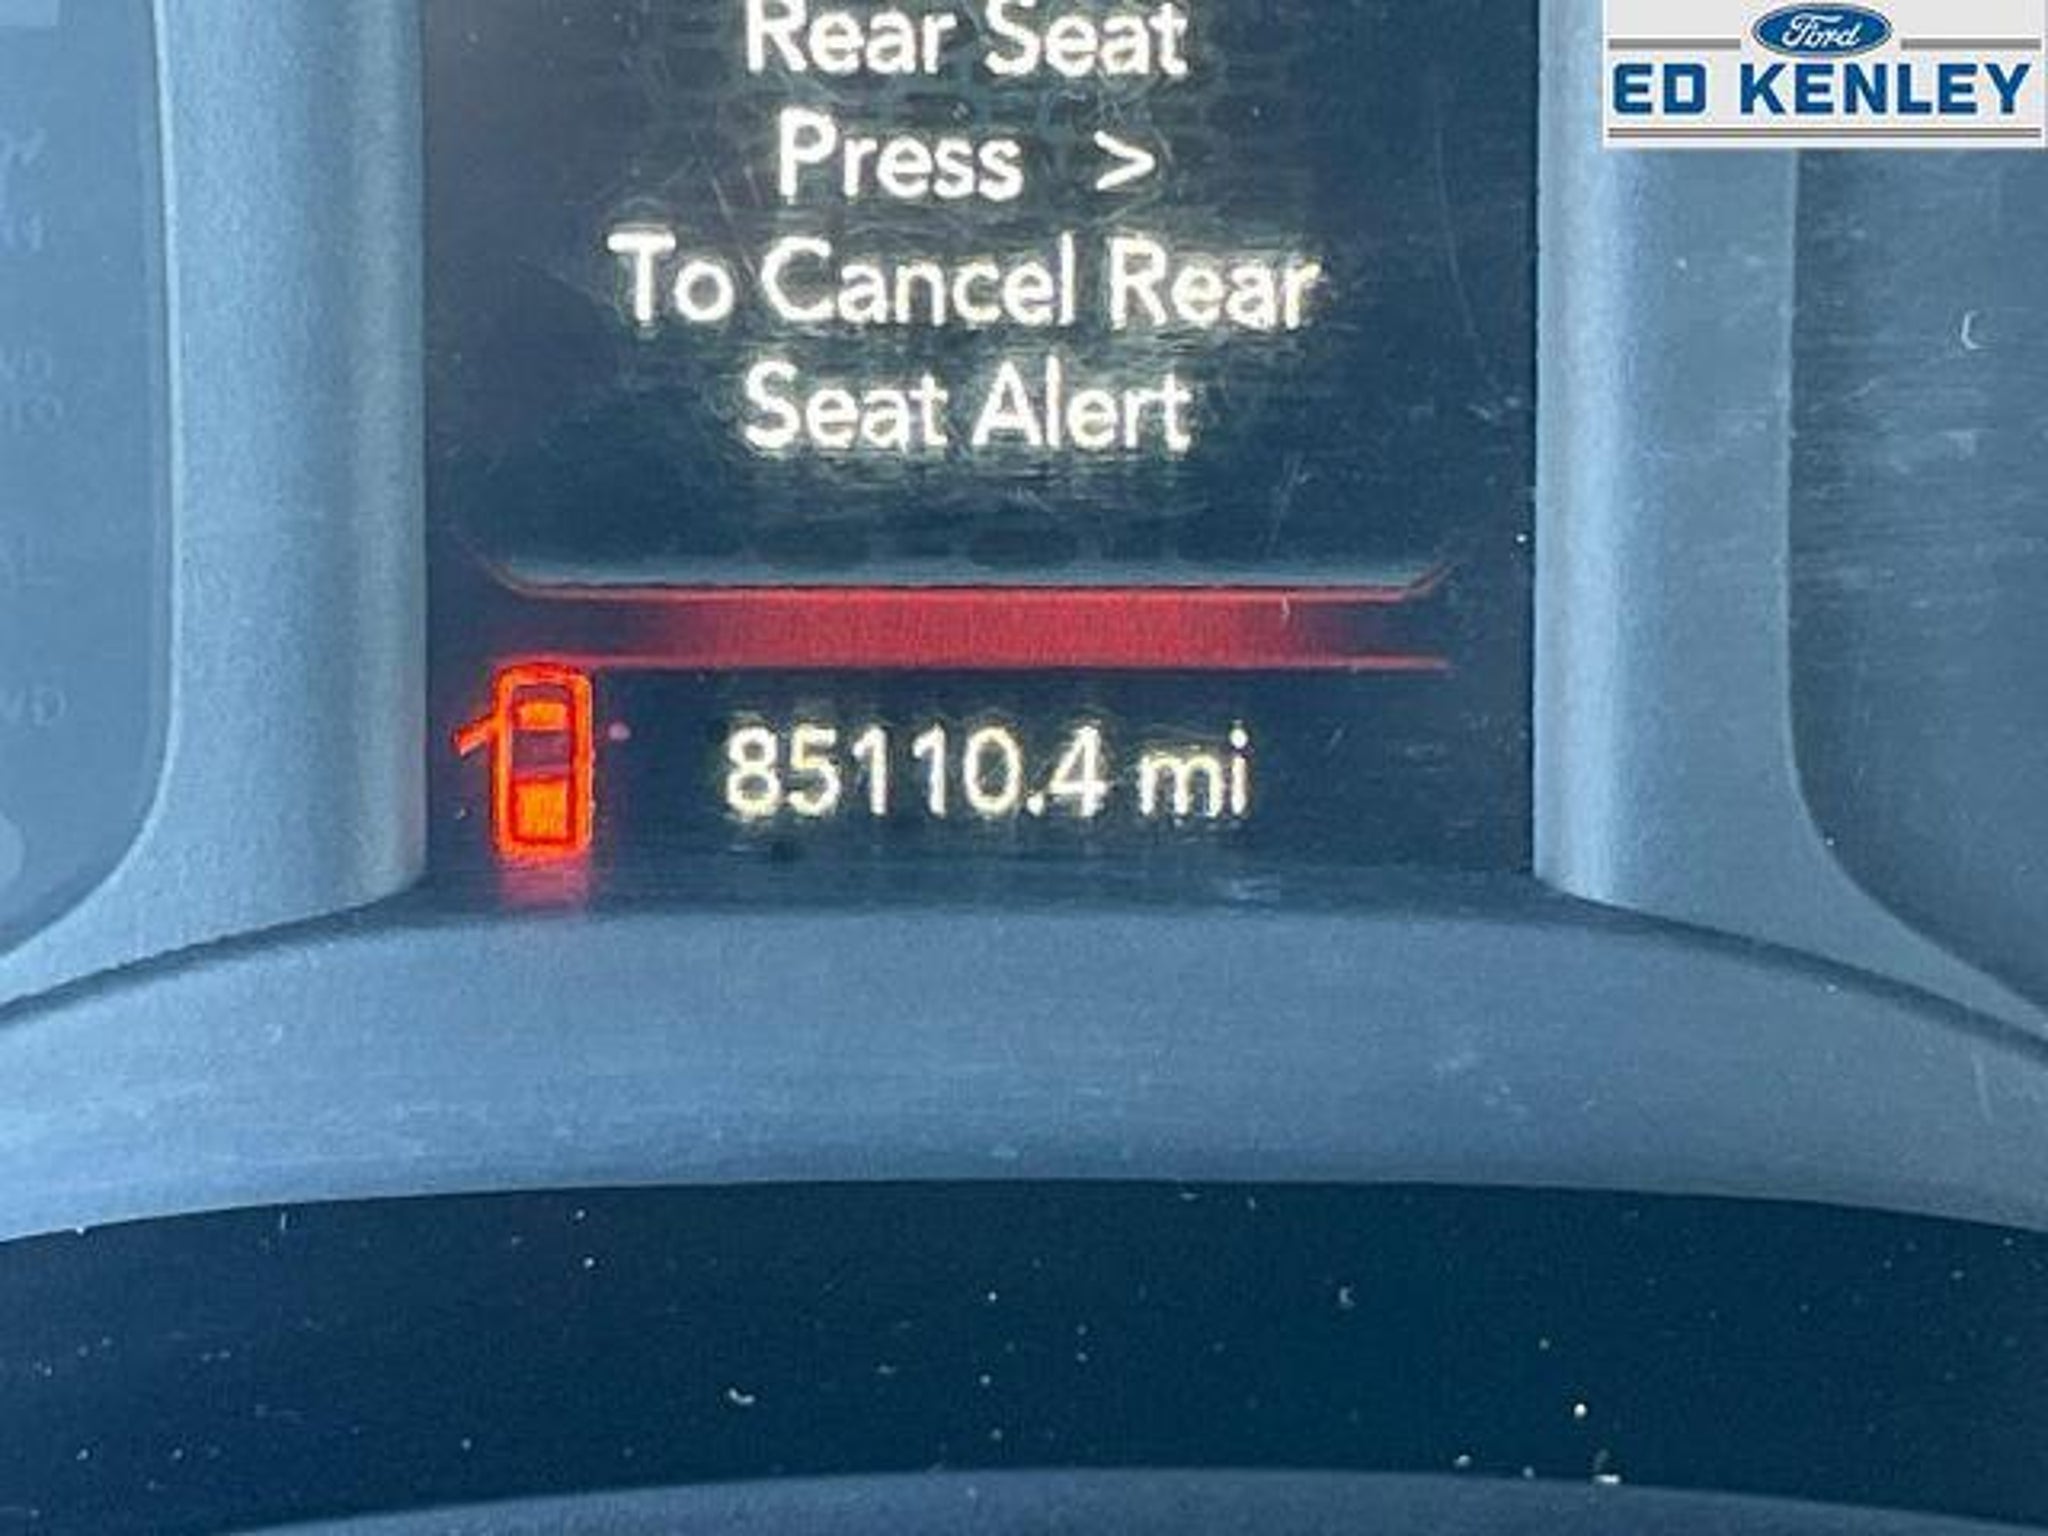 Ford
ED KENLEY
Rear Seat
Press >
To Cancel Rear
Seat Alert
85110.4 mi